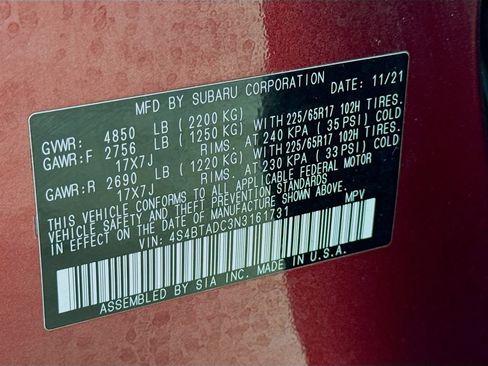 MFD BY SUBARU CORPORATION DATE: 11/21
GVWR: 4850 LB (2200 KG)
GAWR:F 2756 LB (1250 KG) WITH 225/65R17 102H TIRES.
17X7J RIMS. AT 240 KPA (35 PSI) COLD
GAWR:R 2690 LB (1220 KG) WITH 225/65R17 102H TIRES.
17X7J RIMS. AT 230 KPA (33 PSI) COLD
THIS VEHICLE CONFORMS TO ALL APPLICABLE FEDERAL MOTOR
VEHICLE SAFETY AND THEFT PREVENTION STANDARDS
IN EFFECT ON THE DATE OF MANUFACTURE SHOWN ABOVE.
VIN: 4S4BTADC3N3161731 MPV
ASSEMBLED BY SIA INC. MADE IN U.S.A.